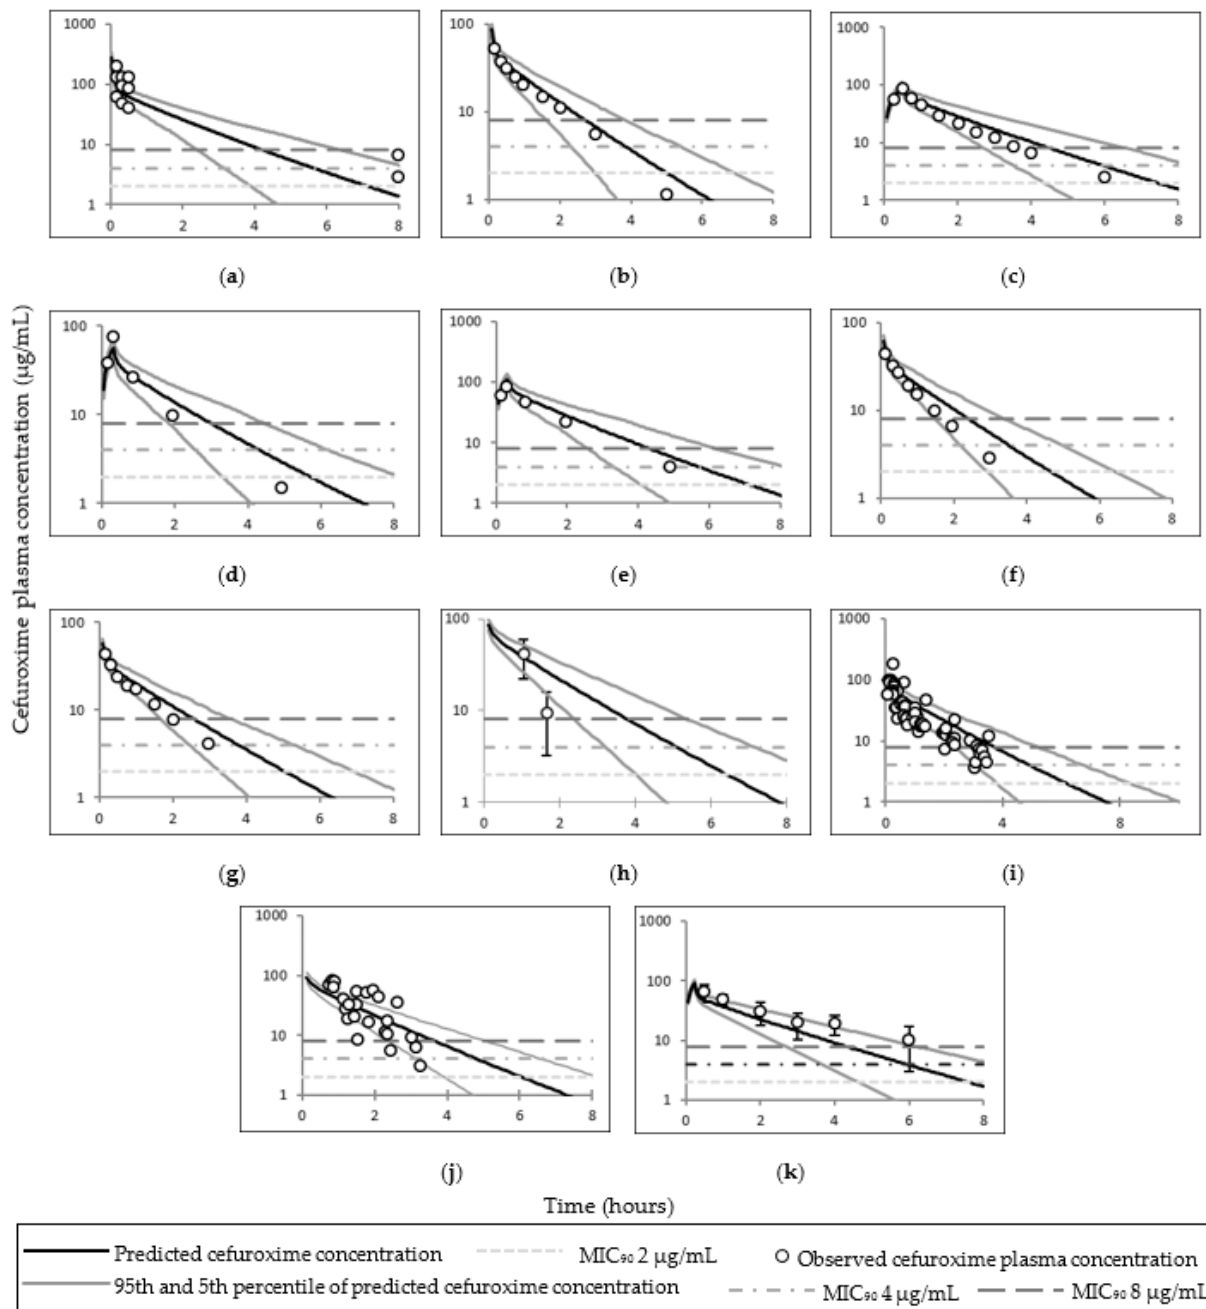 1000
100
10
1
0 2 4 6 8
(a)
100
10
1
0 2 4 6 8
(b)
1000
100
10
1
0 2 4 6 8
(c)
Cefuroxime plasma concentration (µg/mL)
100
10
1
0 2 4 6 8
(d)
1000
100
10
1
0 2 4 6 8
(e)
100
10
1
0 2 4 6 8
(f)
100
10
1
0 2 4 6 8
(g)
100
10
1
0 2 4 6 8
(h)
1000
100
10
1
0 4 8
(i)
1000
100
10
1
0 2 4 6 8
(j)
1000
100
10
1
0 2 4 6 8
(k)
Time (hours)
Predicted cefuroxime concentration MIC₉₀ 2 µg/mL Observed cefuroxime plasma concentration
95th and 5th percentile of predicted cefuroxime concentration MIC₉₀ 4 µg/mL MIC₉₀ 8 µg/mL